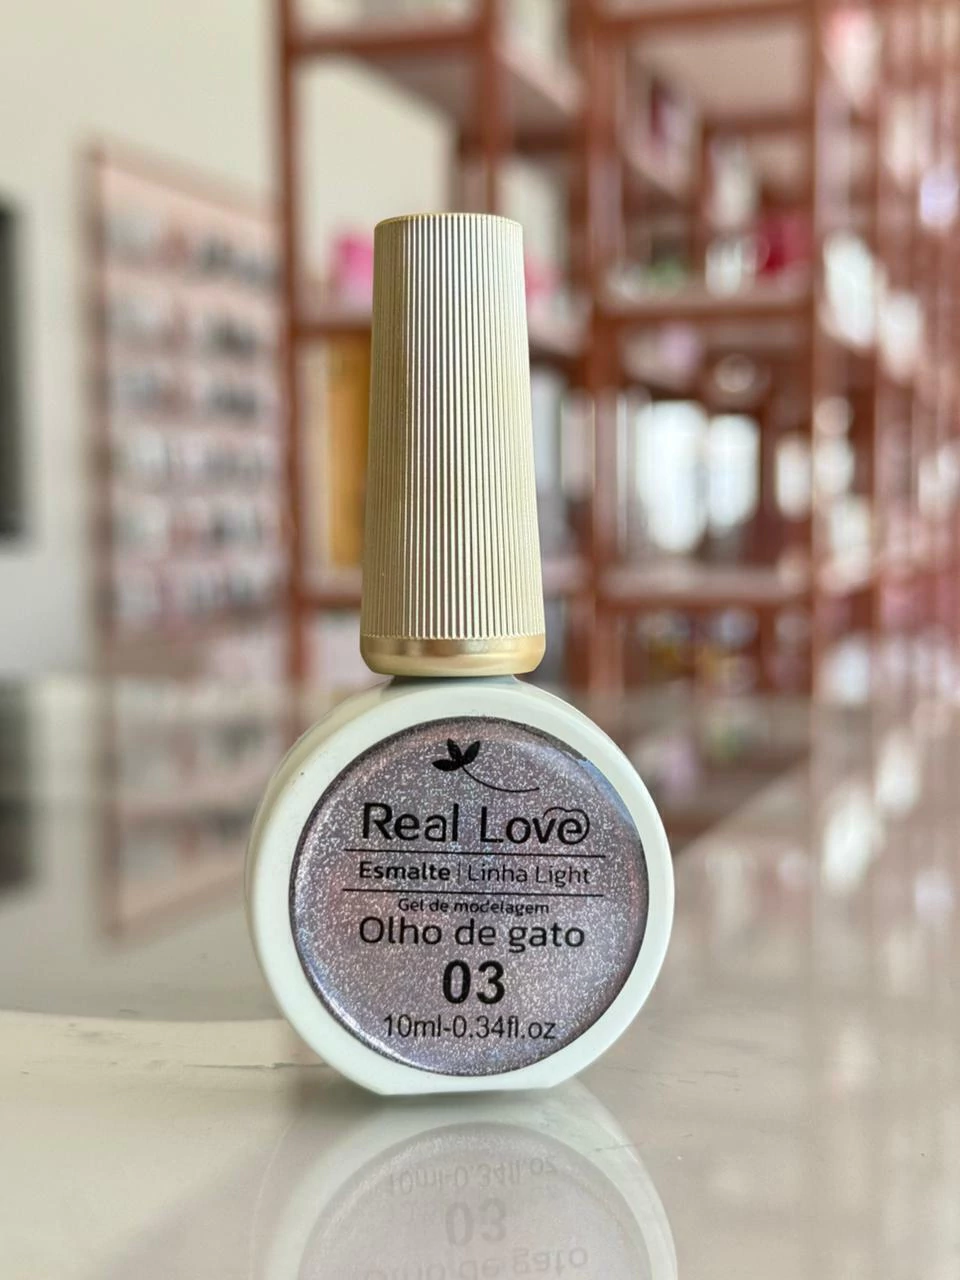 Real Love
Esmalte | Linha Light
Gel de modelagem
Olho de gato
03
10ml-0.34fl.oz